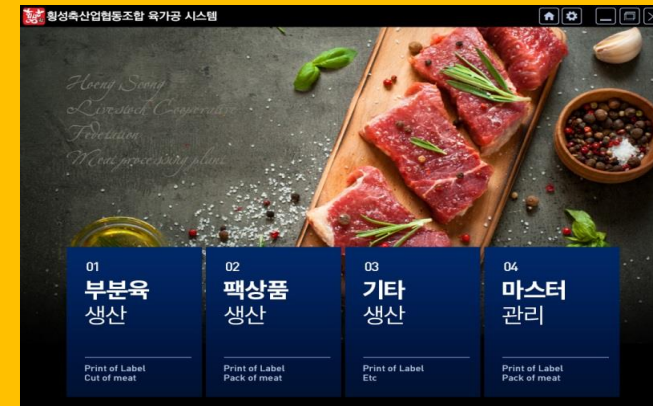 횡성축산업협동조합 육가공 시스템
Hoeng Seong
Livestock Cooperati
Federation
Meat processing plant
01
부분육
생산
Print of Label
Cut of meat
02
팩상품
생산
Print of Label
Pack of meat
03
기타
생산
Print of Label
Etc
04
마스터
관리
Print of Label
Pack of meat